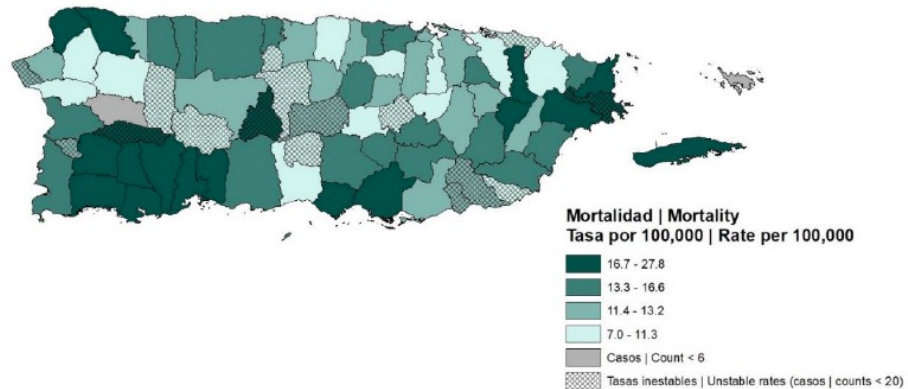 Mortalidad | Mortality
Tasa por 100,000 | Rate per 100,000
16.7 - 27.8
13.3 - 16.6
11.4 - 13.2
7.0 - 11.3
Casos | Count < 6
Tasas inestables | Unstable rates (casos | counts < 20)